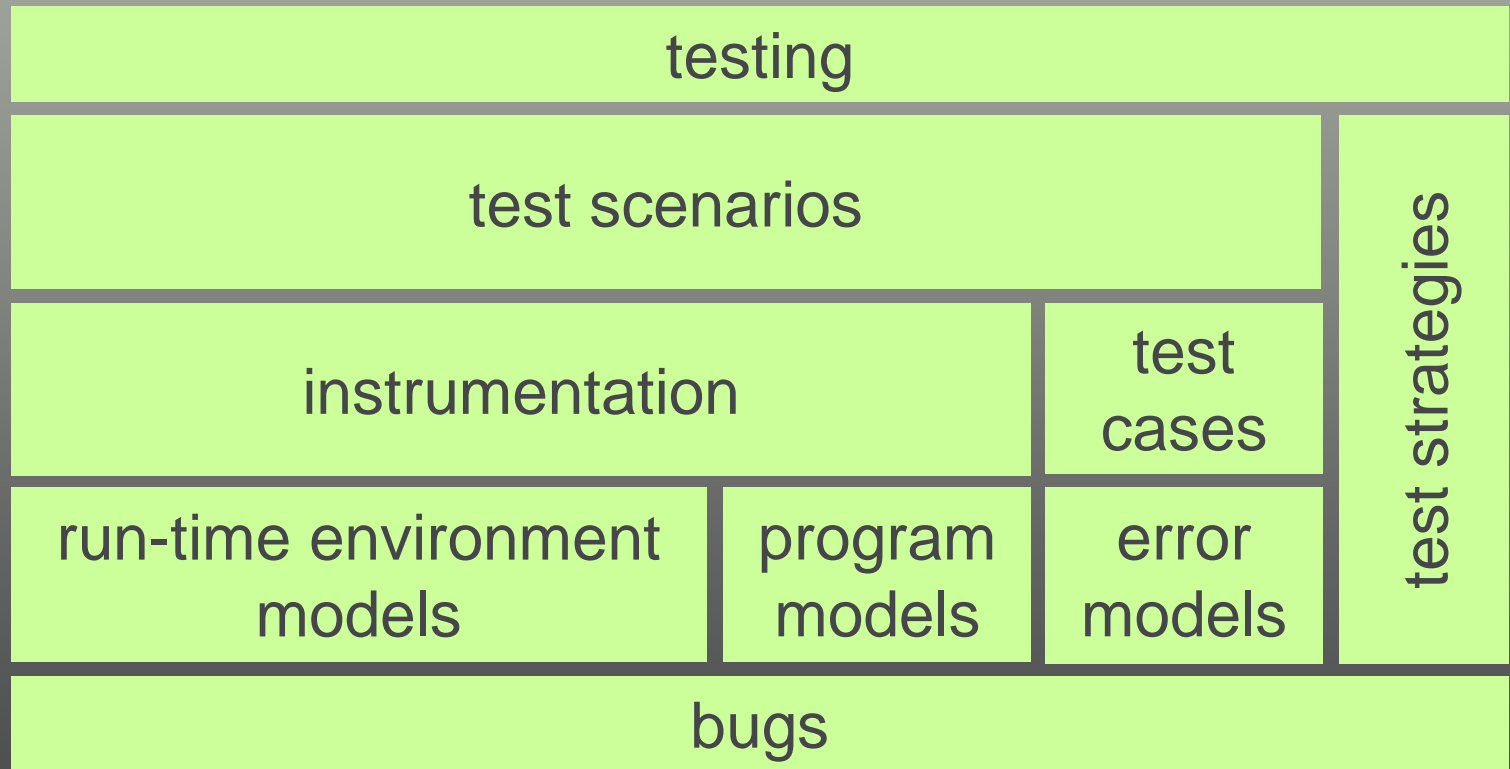 testing
test scenarios
test strategies
instrumentation
test
cases
run-time environment
models
program
models
error
models
bugs